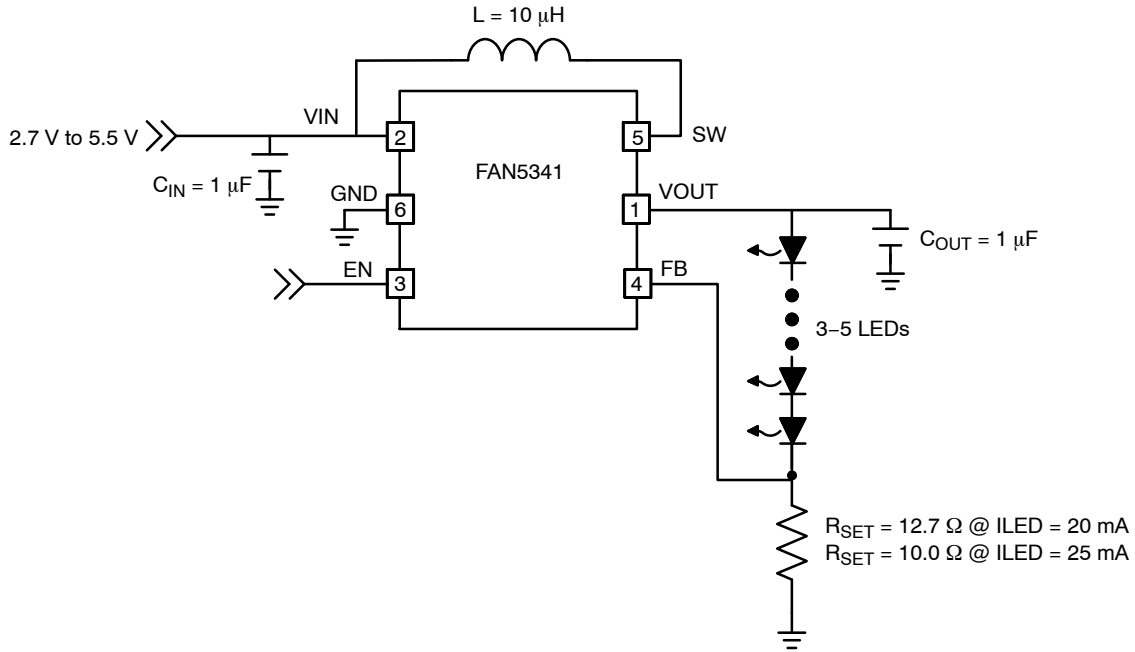 L = 10 μH
VIN
2.7 V to 5.5 V
2
5
SW
FAN5341
C_IN = 1 μF
GND
6
1
VOUT
C_OUT = 1 μF
EN
3
4
FB
3–5 LEDs
R_SET = 12.7 Ω @ ILED = 20 mA
R_SET = 10.0 Ω @ ILED = 25 mA